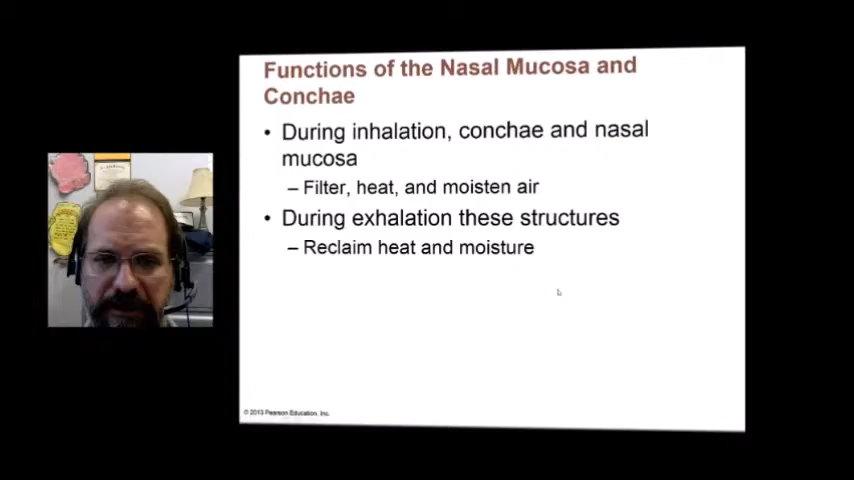 Functions of the Nasal Mucosa and
Conchae
• During inhalation, conchae and nasal
mucosa
– Filter, heat, and moisten air
• During exhalation these structures
– Reclaim heat and moisture
© 2013 Pearson Education, Inc.